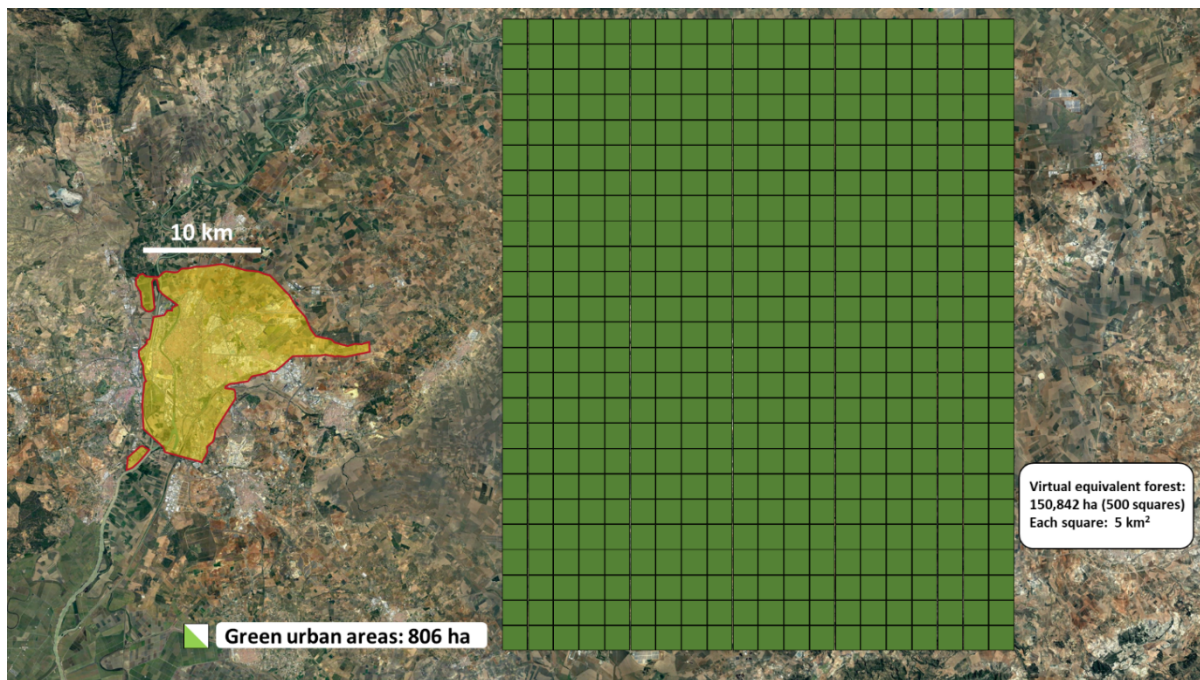 10 km
Virtual equivalent forest:
150,842 ha (500 squares)
Each square:  5 km²
Green urban areas: 806 ha